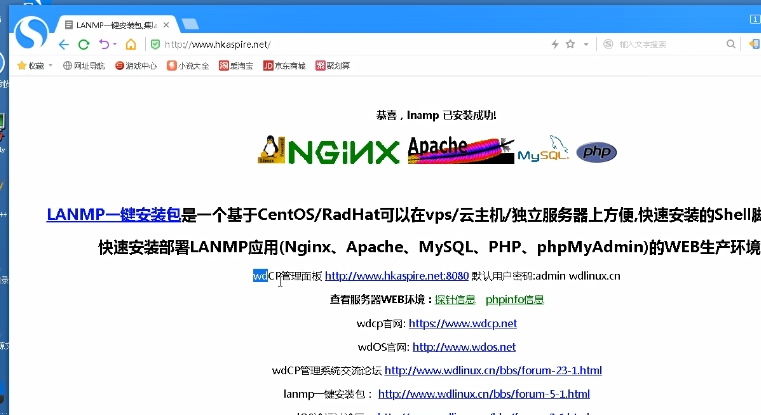 LANMP一键安装包,集la
http://www.hkaspire.net/
输入文字搜索
收藏 网址导航 游戏中心 小说大全 爱淘宝 京东商城 聚划算
恭喜，lnamp 已安装成功!
NGINX Apache MySQL php
LANMP一键安装包是一个基于CentOS/RadHat可以在vps/云主机/独立服务器上方便,快速安装的Shell脚
快速安装部署LANMP应用(Nginx、Apache、MySQL、PHP、phpMyAdmin)的WEB生产环境
wdCP管理面板 http://www.hkaspire.net:8080 默认用户密码:admin wdlinux.cn
查看服务器WEB环境：探针信息 phpinfo信息
wdcp官网: https://www.wdcp.net
wdOS官网: http://www.wdos.net
wdCP管理系统交流论坛 http://www.wdlinux.cn/bbs/forum-23-1.html
lanmp一键安装包： http://www.wdlinux.cn/bbs/forum-5-1.html